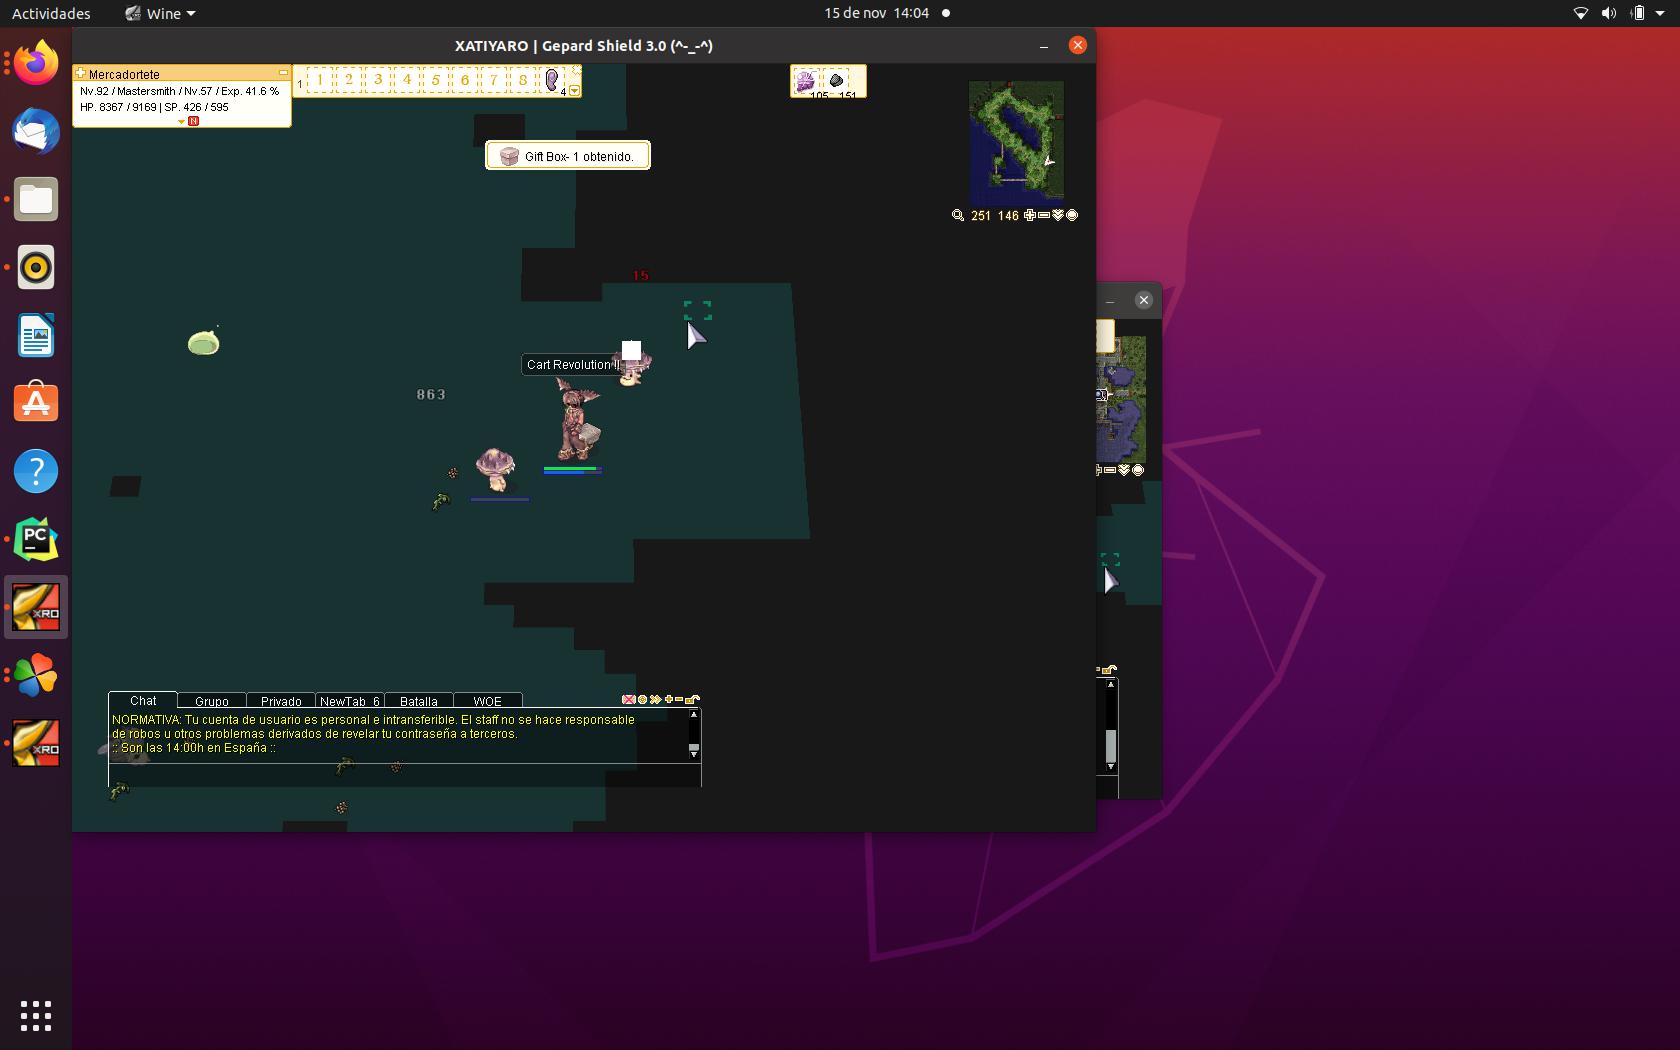 Actividades
Wine
15 de nov 14:04
XATIYARO | Gepard Shield 3.0 (^-_-^)
Mercadortete
Nv.92 / Mastersmith / Nv.57 / Exp. 41.6 %
HP. 8367 / 9169 | SP. 426 / 595
N
1 1 2 3 4 5 6 7 8 4
105 151
Gift Box- 1 obtenido.
251 146
15
Cart Revolution !!
863
?
PC
XRO
XRO
Chat Grupo Privado NewTab_6 Batalla WOE
NORMATIVA: Tu cuenta de usuario es personal e intransferible. El staff no se hace responsable
de robos u otros problemas derivados de revelar tu contraseña a terceros.
:: Son las 14:00h en España ::